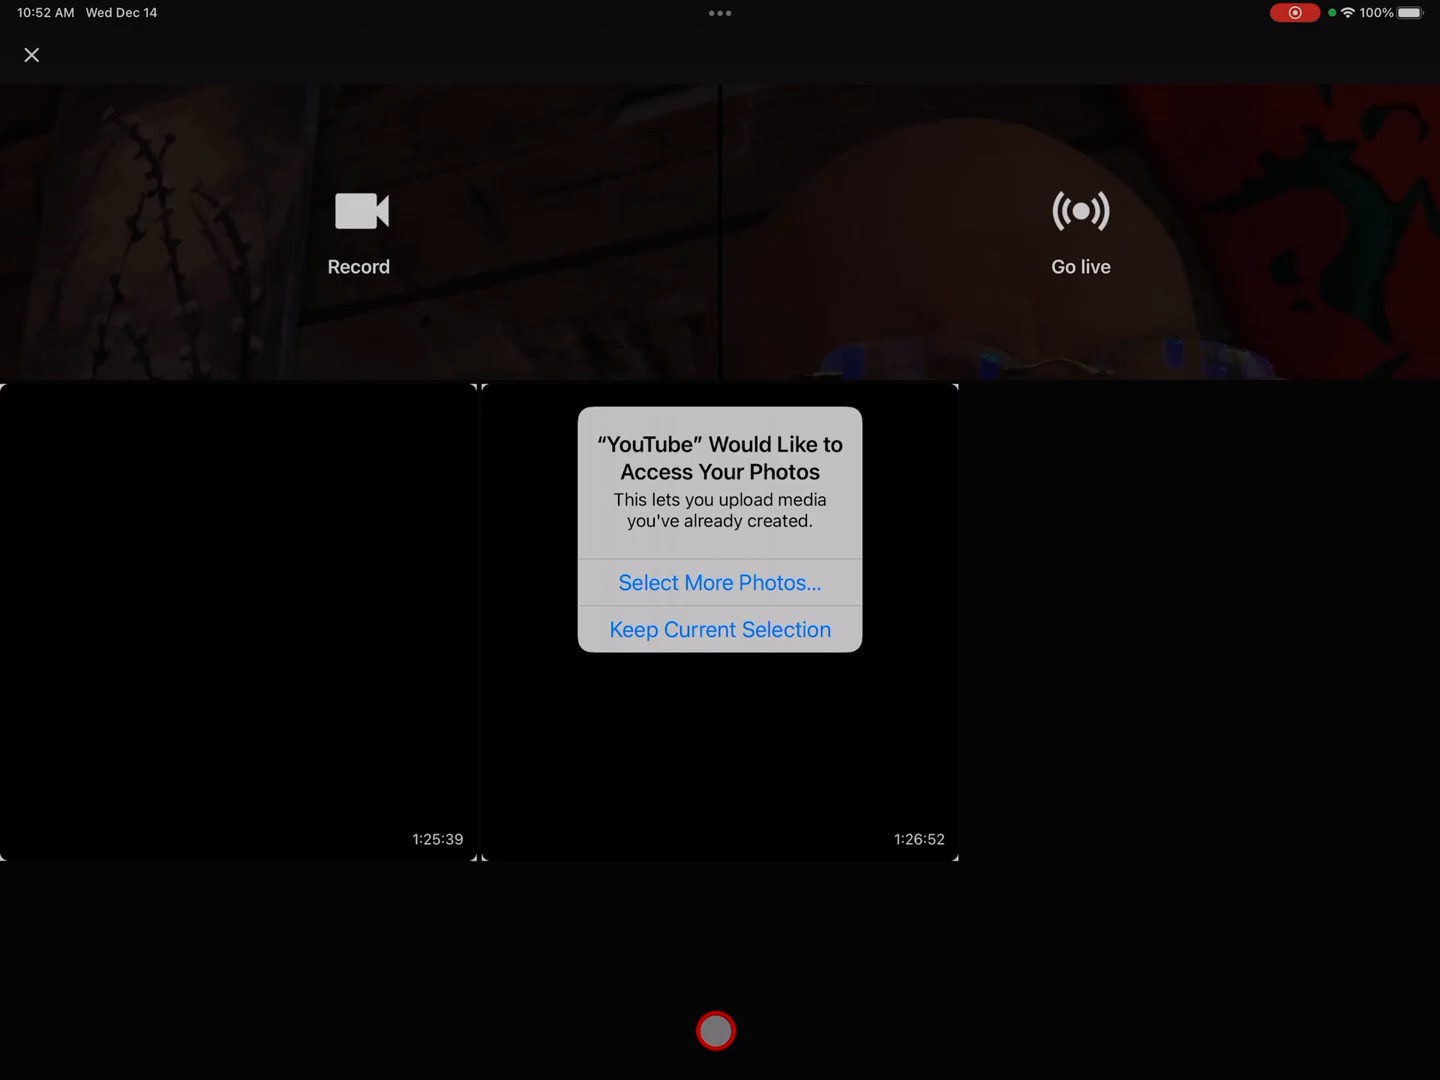 10:52 AM Wed Dec 14
100%
Record
Go live
“YouTube” Would Like to
Access Your Photos
This lets you upload media
you've already created.
Select More Photos...
Keep Current Selection
1:25:39
1:26:52